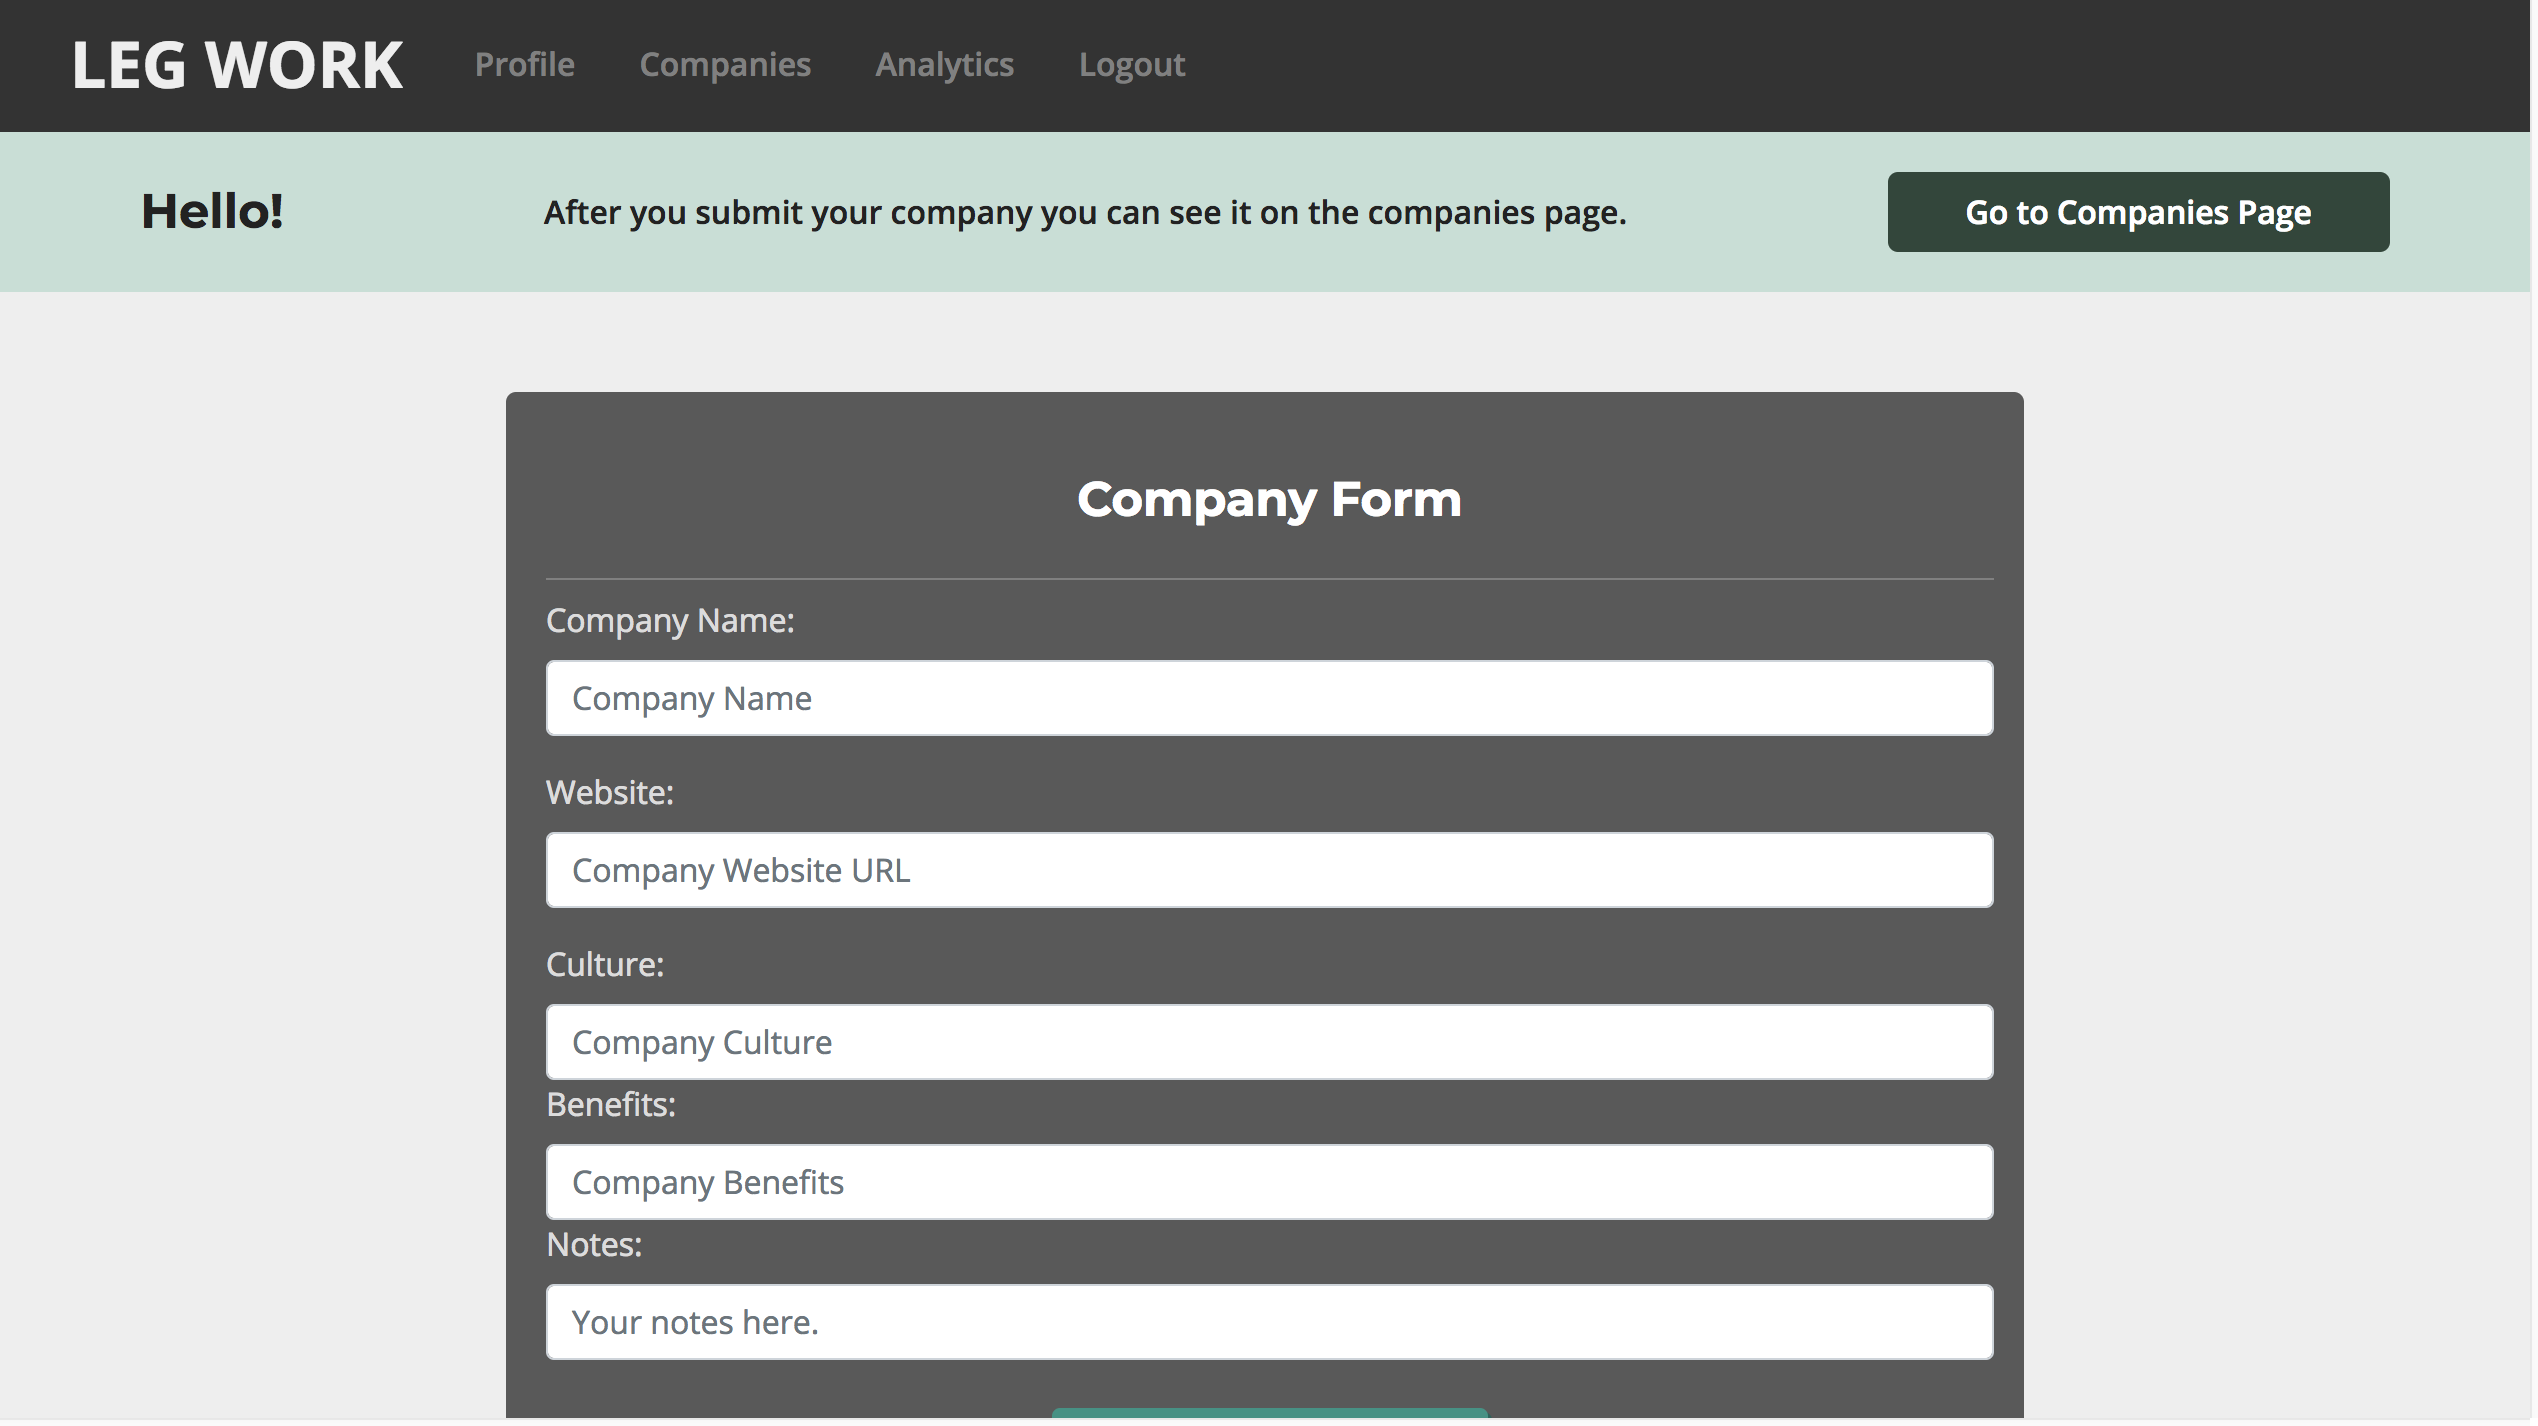 LEG WORK Profile Companies Analytics Logout
Hello! After you submit your company you can see it on the companies page. Go to Companies Page
Company Form
Company Name:
Company Name
Website:
Company Website URL
Culture:
Company Culture
Benefits:
Company Benefits
Notes:
Your notes here.